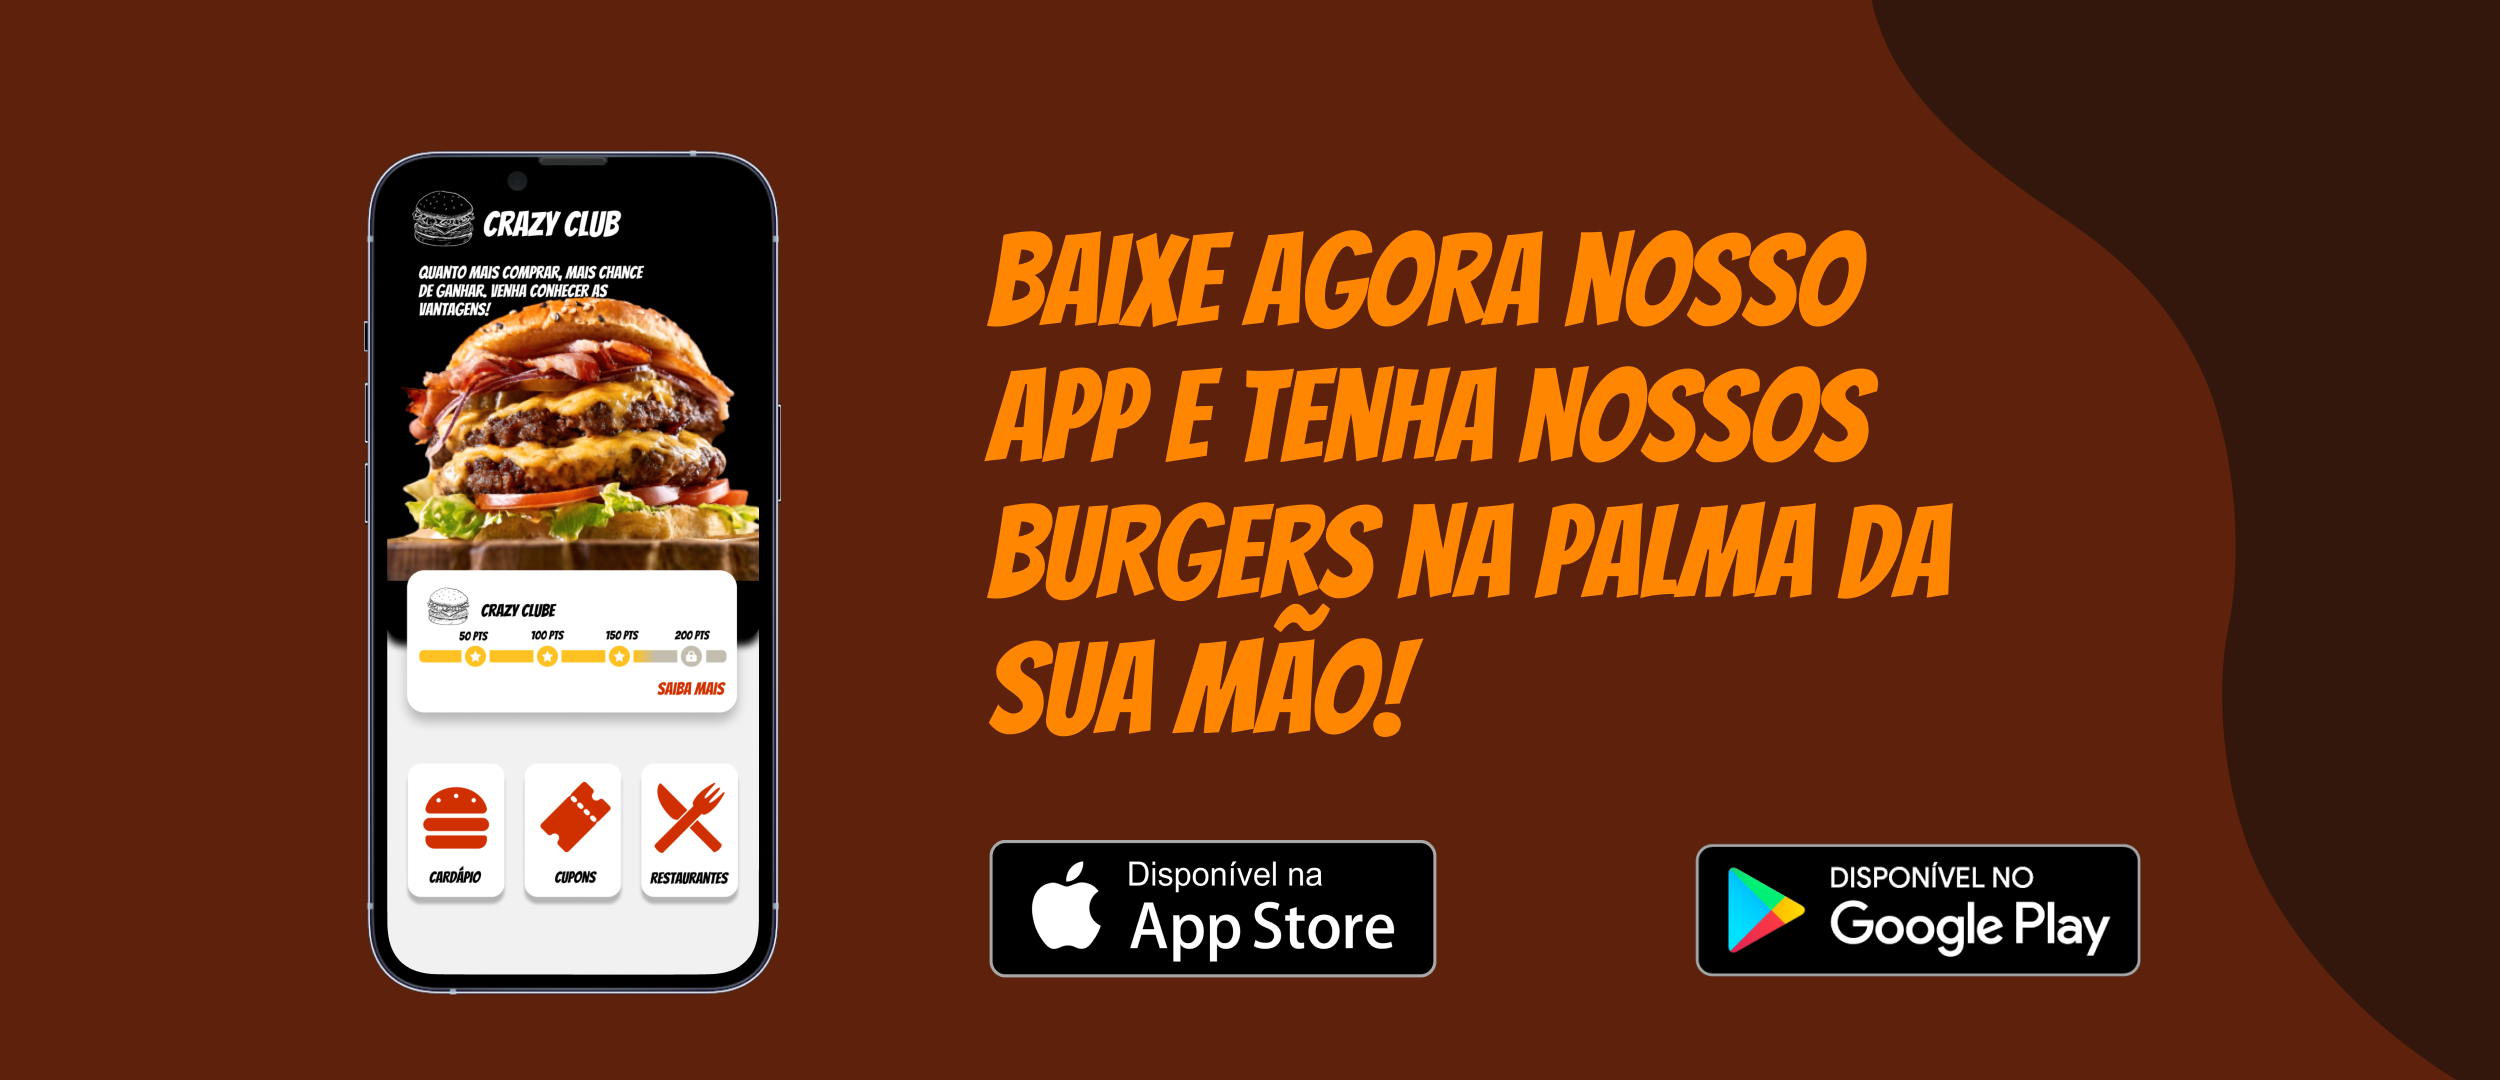 CRAZY CLUB
QUANTO MAIS COMPRAR, MAIS CHANCE
DE GANHAR. VENHA CONHECER AS
VANTAGENS!
CRAZY CLUBE
50 PTS 100 PTS 150 PTS 200 PTS
SAIBA MAIS
CARDÁPIO CUPONS RESTAURANTES
BAIXE AGORA NOSSO
APP E TENHA NOSSOS
BURGERS NA PALMA DA
SUA MÃO!
Disponível na
App Store
DISPONÍVEL NO
Google Play